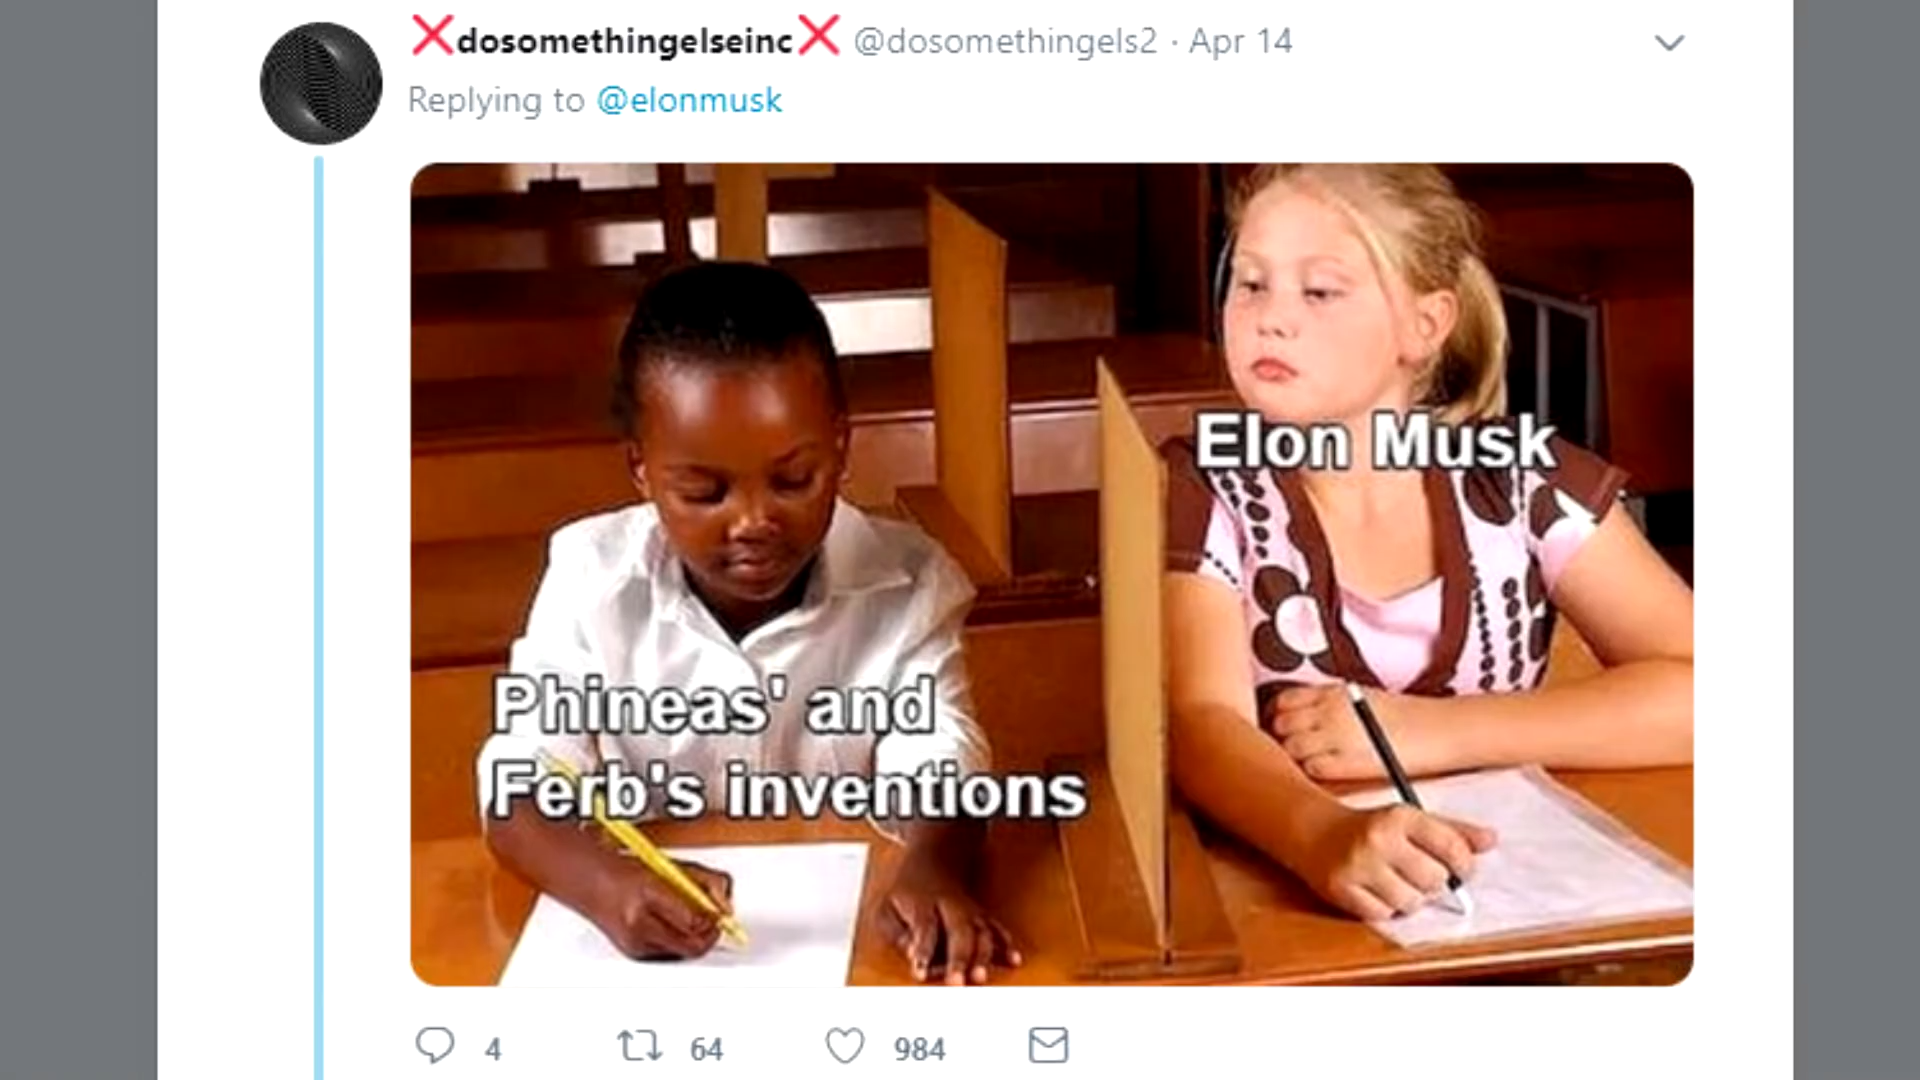 ❌dosomethingelseinc❌ @dosomethingels2 · Apr 14
Replying to @elonmusk
Elon Musk
Phineas' and
Ferb's inventions
4 64 984